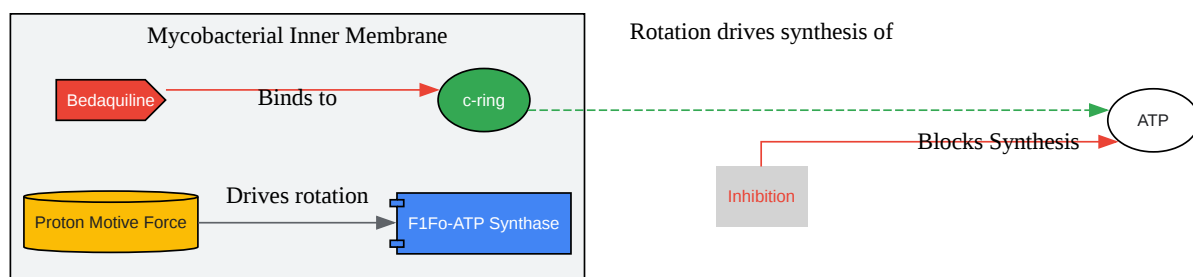 Mycobacterial Inner Membrane
Rotation drives synthesis of
Bedaquiline
Binds to
c-ring
ATP
Blocks Synthesis
Inhibition
Drives rotation
Proton Motive Force
F1Fo-ATP Synthase